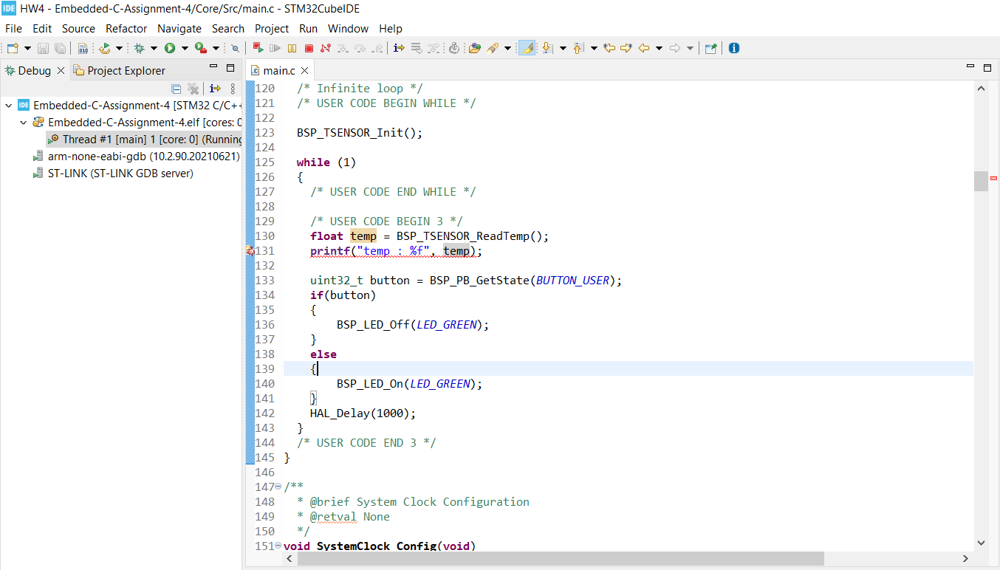 IDE HW4 - Embedded-C-Assignment-4/Core/Src/main.c - STM32CubeIDE
File Edit Source Refactor Navigate Search Project Run Window Help
Debug Project Explorer
main.c
IDE Embedded-C-Assignment-4 [STM32 C/C++
Embedded-C-Assignment-4.elf [cores: 0
Thread #1 [main] 1 [core: 0] (Running
arm-none-eabi-gdb (10.2.90.20210621)
ST-LINK (ST-LINK GDB server)
120 /* Infinite loop */
121 /* USER CODE BEGIN WHILE */
122
123 BSP_TSENSOR_Init();
124
125 while (1)
126 {
127 /* USER CODE END WHILE */
128
129 /* USER CODE BEGIN 3 */
130 float temp = BSP_TSENSOR_ReadTemp();
131 printf("temp : %f", temp);
132
133 uint32_t button = BSP_PB_GetState(BUTTON_USER);
134 if(button)
135 {
136 BSP_LED_Off(LED_GREEN);
137 }
138 else
139 {
140 BSP_LED_On(LED_GREEN);
141 }
142 HAL_Delay(1000);
143 }
144 /* USER CODE END 3 */
145 }
146
147 /**
148 * @brief System Clock Configuration
149 * @retval None
150 */
151 void SystemClock_Config(void)